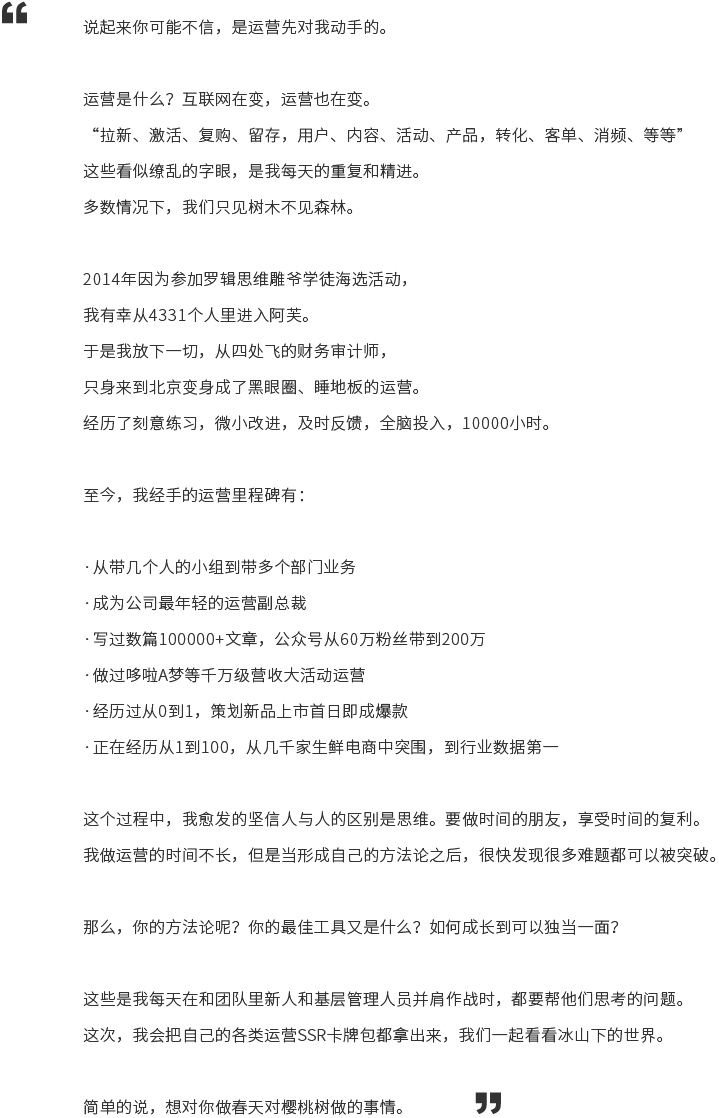 “
说起来你可能不信，是运营先对我动手的。
运营是什么？互联网在变，运营也在变。
“拉新、激活、复购、留存，用户、内容、活动、产品，转化、客单、消频、等等”
这些看似缭乱的字眼，是我每天的重复和精进。
多数情况下，我们只见树木不见森林。
2014年因为参加罗辑思维雕爷学徒海选活动，
我有幸从4331个人里进入阿芙。
于是我放下一切，从四处飞的财务审计师，
只身来到北京变身成了黑眼圈、睡地板的运营。
经历了刻意练习，微小改进，及时反馈，全脑投入，10000小时。
至今，我经手的运营里程碑有：
·从带几个人的小组到带多个部门业务
·成为公司最年轻的运营副总裁
·写过数篇100000+文章，公众号从60万粉丝带到200万
·做过哆啦A梦等千万级营收大活动运营
·经历过从0到1，策划新品上市首日即成爆款
·正在经历从1到100，从几千家生鲜电商中突围，到行业数据第一
这个过程中，我愈发的坚信人与人的区别是思维。要做时间的朋友，享受时间的复利。
我做运营的时间不长，但是当形成自己的方法论之后，很快发现很多难题都可以被突破。
那么，你的方法论呢？你的最佳工具又是什么？如何成长到可以独当一面？
这些是我每天在和团队里新人和基层管理人员并肩作战时，都要帮他们思考的问题。
这次，我会把自己的各类运营SSR卡牌包都拿出来，我们一起看看冰山下的世界。
简单的说，想对你做春天对樱桃树做的事情。 ”